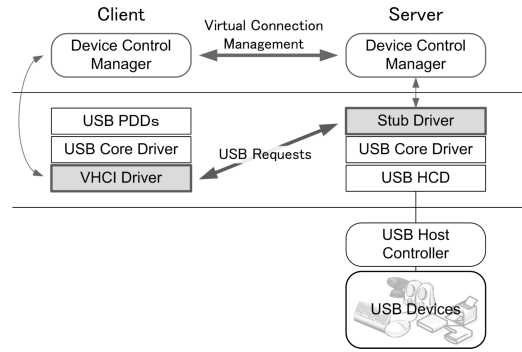 Client
Server
Virtual Connection
Management
Device Control
Manager
Device Control
Manager
USB PDDs
USB Core Driver
VHCI Driver
USB Requests
Stub Driver
USB Core Driver
USB HCD
USB Host
Controller
USB Devices